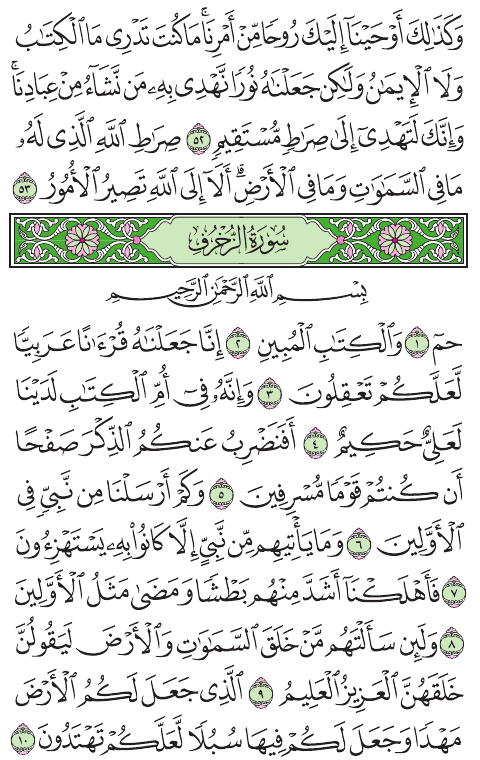 وَكَذَٰلِكَ أَوْحَيْنَآ إِلَيْكَ رُوحًا مِّنْ أَمْرِنَا ۚ مَا كُنتَ تَدْرِى مَا ٱلْكِتَٰبُ
وَلَا ٱلْإِيمَٰنُ وَلَٰكِن جَعَلْنَٰهُ نُورًا نَّهْدِى بِهِۦ مَن نَّشَآءُ مِنْ عِبَادِنَا ۚ
وَإِنَّكَ لَتَهْدِىٓ إِلَىٰ صِرَٰطٍ مُّسْتَقِيمٍ ٥٢ صِرَٰطِ ٱللَّهِ ٱلَّذِى لَهُۥ
مَا فِى ٱلسَّمَٰوَٰتِ وَمَا فِى ٱلْأَرْضِ ۗ أَلَآ إِلَى ٱللَّهِ تَصِيرُ ٱلْأُمُورُ ٥٣
سُورَةُ الزُّخْرُفِ
بِسْمِ ٱللَّهِ ٱلرَّحْمَٰنِ ٱلرَّحِيمِ
حمٓ ١ وَٱلْكِتَٰبِ ٱلْمُبِينِ ٢ إِنَّا جَعَلْنَٰهُ قُرْءَٰنًا عَرَبِيًّا
لَّعَلَّكُمْ تَعْقِلُونَ ٣ وَإِنَّهُۥ فِىٓ أُمِّ ٱلْكِتَٰبِ لَدَيْنَا
لَعَلِىٌّ حَكِيمٌ ٤ أَفَنَضْرِبُ عَنكُمُ ٱلذِّكْرَ صَفْحًا
أَن كُنتُمْ قَوْمًا مُّسْرِفِينَ ٥ وَكَمْ أَرْسَلْنَا مِن نَّبِىٍّ فِى
ٱلْأَوَّلِينَ ٦ وَمَا يَأْتِيهِم مِّن نَّبِىٍّ إِلَّا كَانُوا۟ بِهِۦ يَسْتَهْزِءُونَ
٧ فَأَهْلَكْنَآ أَشَدَّ مِنْهُم بَطْشًا وَمَضَىٰ مَثَلُ ٱلْأَوَّلِينَ
٨ وَلَئِن سَأَلْتَهُم مَّنْ خَلَقَ ٱلسَّمَٰوَٰتِ وَٱلْأَرْضَ لَيَقُولُنَّ
خَلَقَهُنَّ ٱلْعَزِيزُ ٱلْعَلِيمُ ٩ ٱلَّذِى جَعَلَ لَكُمُ ٱلْأَرْضَ
مَهْدًا وَجَعَلَ لَكُمْ فِيهَا سُبُلًا لَّعَلَّكُمْ تَهْتَدُونَ ١٠